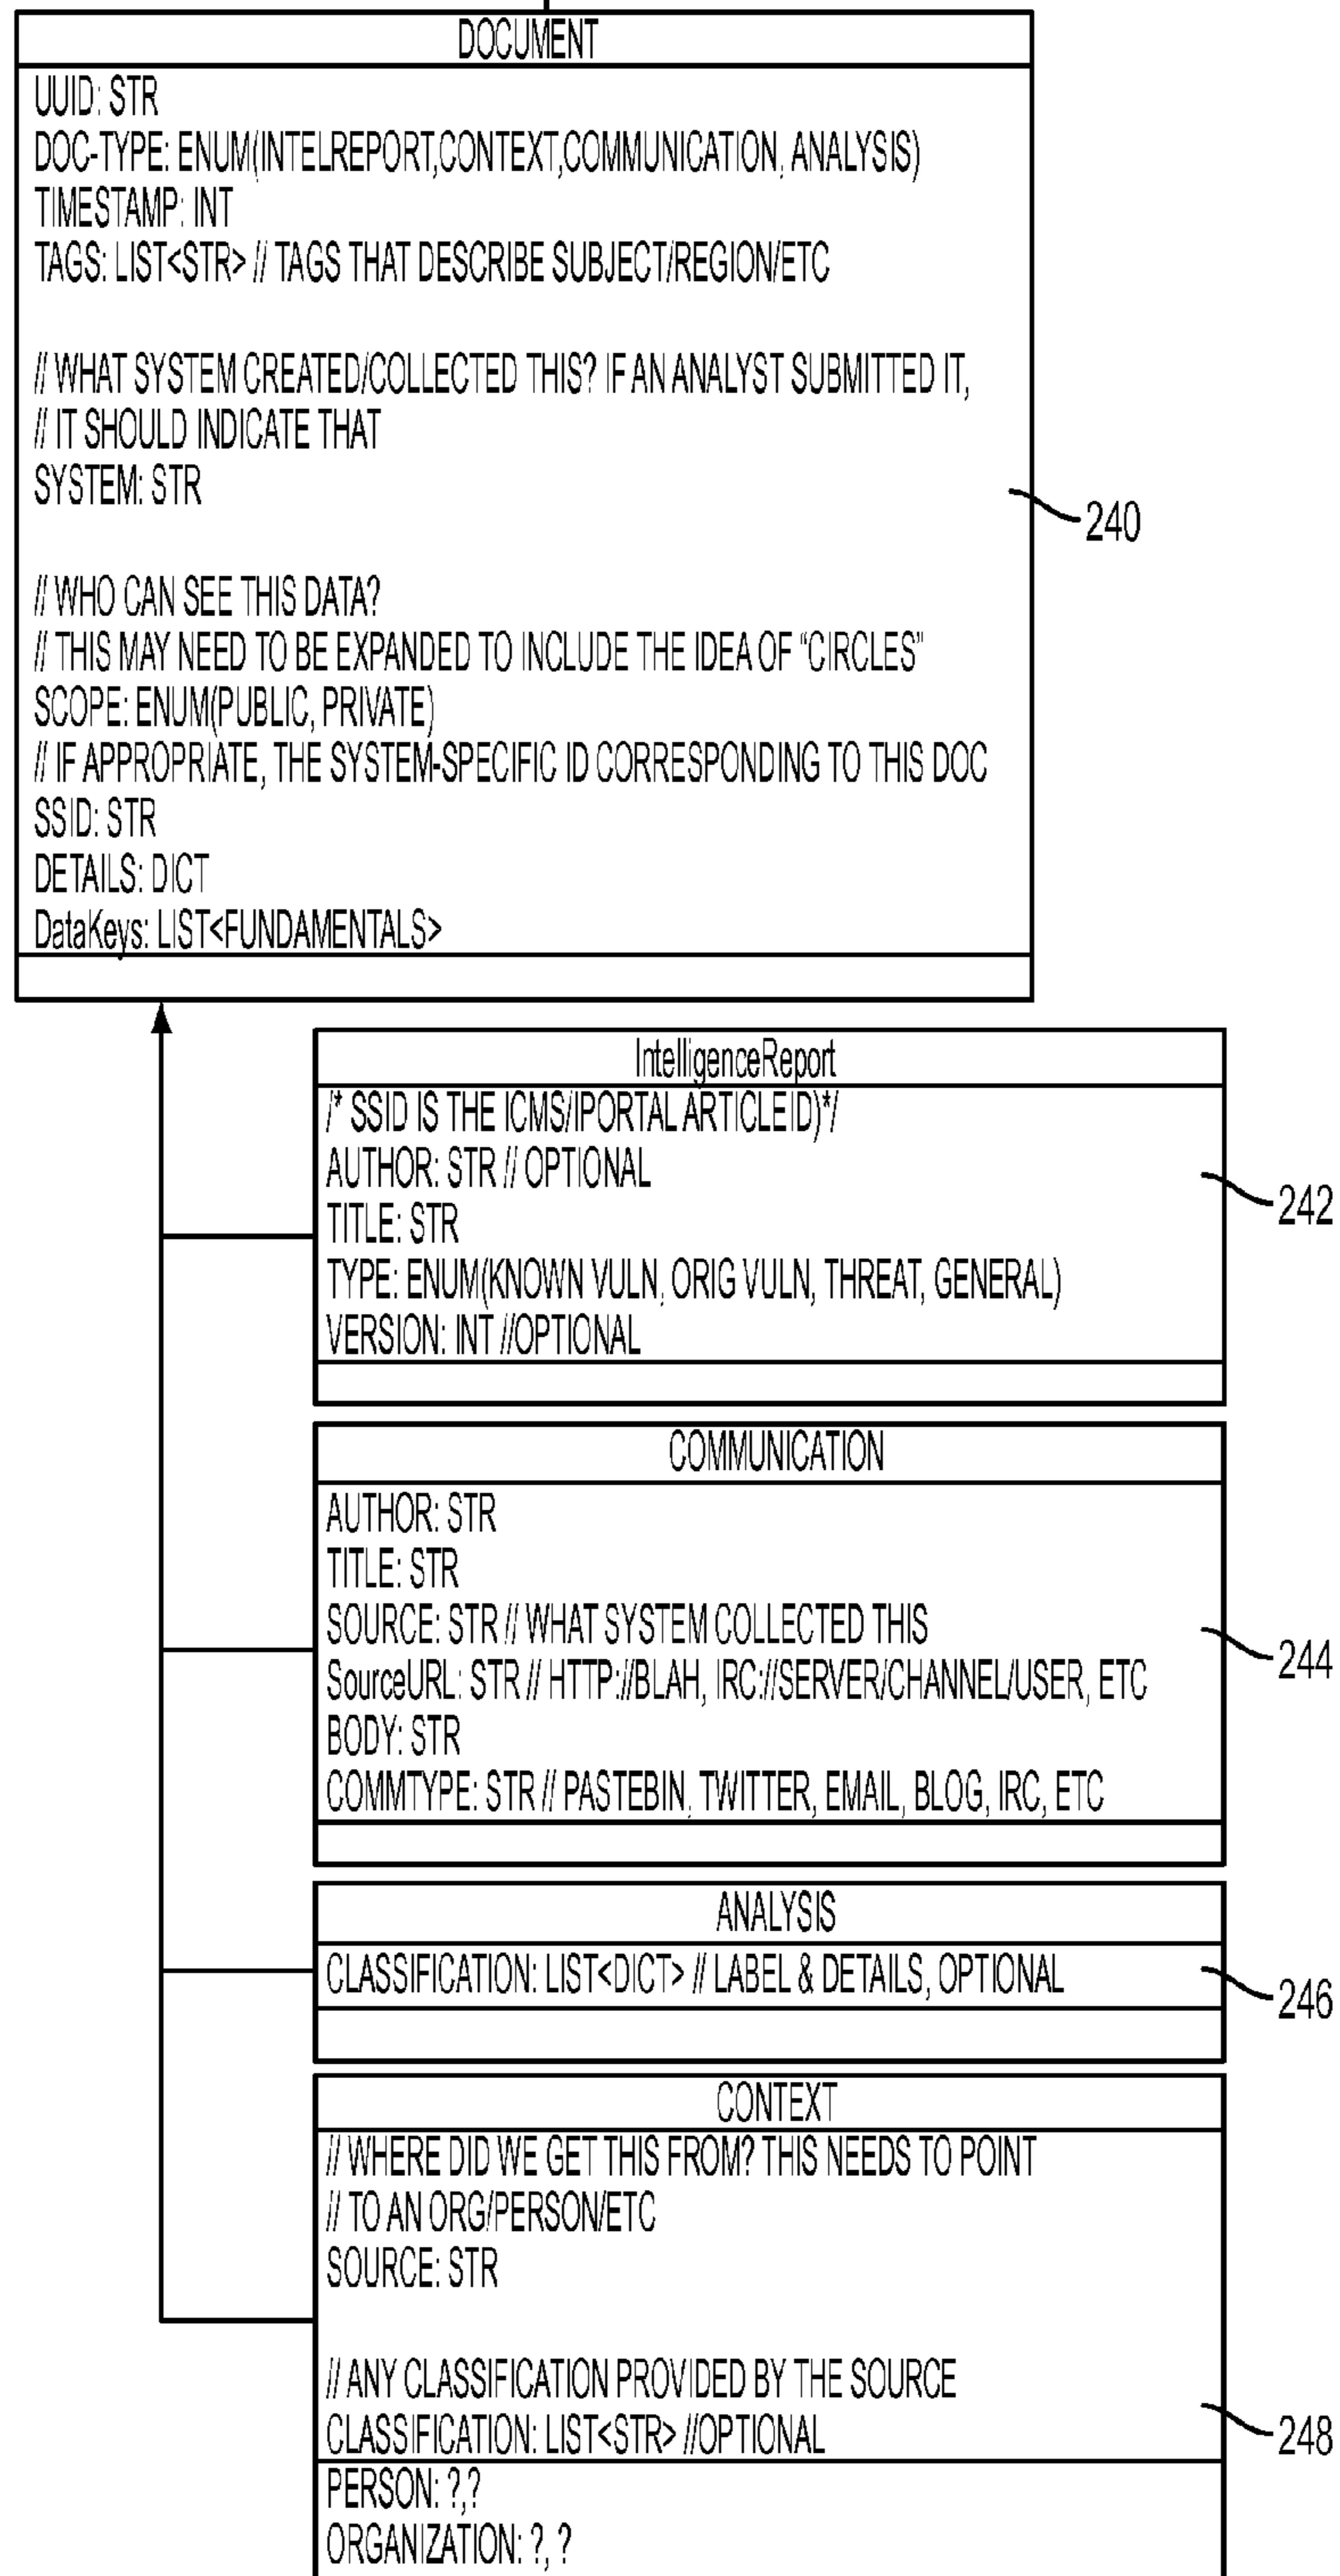 DOCUMENT
UUID: STR
DOC-TYPE: ENUM(INTELREPORT,CONTEXT,COMMUNICATION, ANALYSIS)
TIMESTAMP: INT
TAGS: LIST<STR> // TAGS THAT DESCRIBE SUBJECT/REGION/ETC
// WHAT SYSTEM CREATED/COLLECTED THIS? IF AN ANALYST SUBMITTED IT,
// IT SHOULD INDICATE THAT
SYSTEM: STR
240
// WHO CAN SEE THIS DATA?
// THIS MAY NEED TO BE EXPANDED TO INCLUDE THE IDEA OF “CIRCLES”
SCOPE: ENUM(PUBLIC, PRIVATE)
// IF APPROPRIATE, THE SYSTEM-SPECIFIC ID CORRESPONDING TO THIS DOC
SSID: STR
DETAILS: DICT
DataKeys: LIST<FUNDAMENTALS>
IntelligenceReport
/* SSID IS THE ICMS/IPORTAL ARTICLEID)*/
AUTHOR: STR // OPTIONAL
242
TITLE: STR
TYPE: ENUM(KNOWN VULN, ORIG VULN, THREAT, GENERAL)
VERSION: INT //OPTIONAL
COMMUNICATION
AUTHOR: STR
TITLE: STR
SOURCE: STR // WHAT SYSTEM COLLECTED THIS
244
SourceURL: STR // HTTP://BLAH, IRC://SERVER/CHANNEL/USER, ETC
BODY: STR
COMMTYPE: STR // PASTEBIN, TWITTER, EMAIL, BLOG, IRC, ETC
ANALYSIS
CLASSIFICATION: LIST<DICT> // LABEL & DETAILS, OPTIONAL
246
CONTEXT
// WHERE DID WE GET THIS FROM? THIS NEEDS TO POINT
// TO AN ORG/PERSON/ETC
SOURCE: STR
// ANY CLASSIFICATION PROVIDED BY THE SOURCE
CLASSIFICATION: LIST<STR> //OPTIONAL
248
PERSON: ?,?
ORGANIZATION: ?, ?